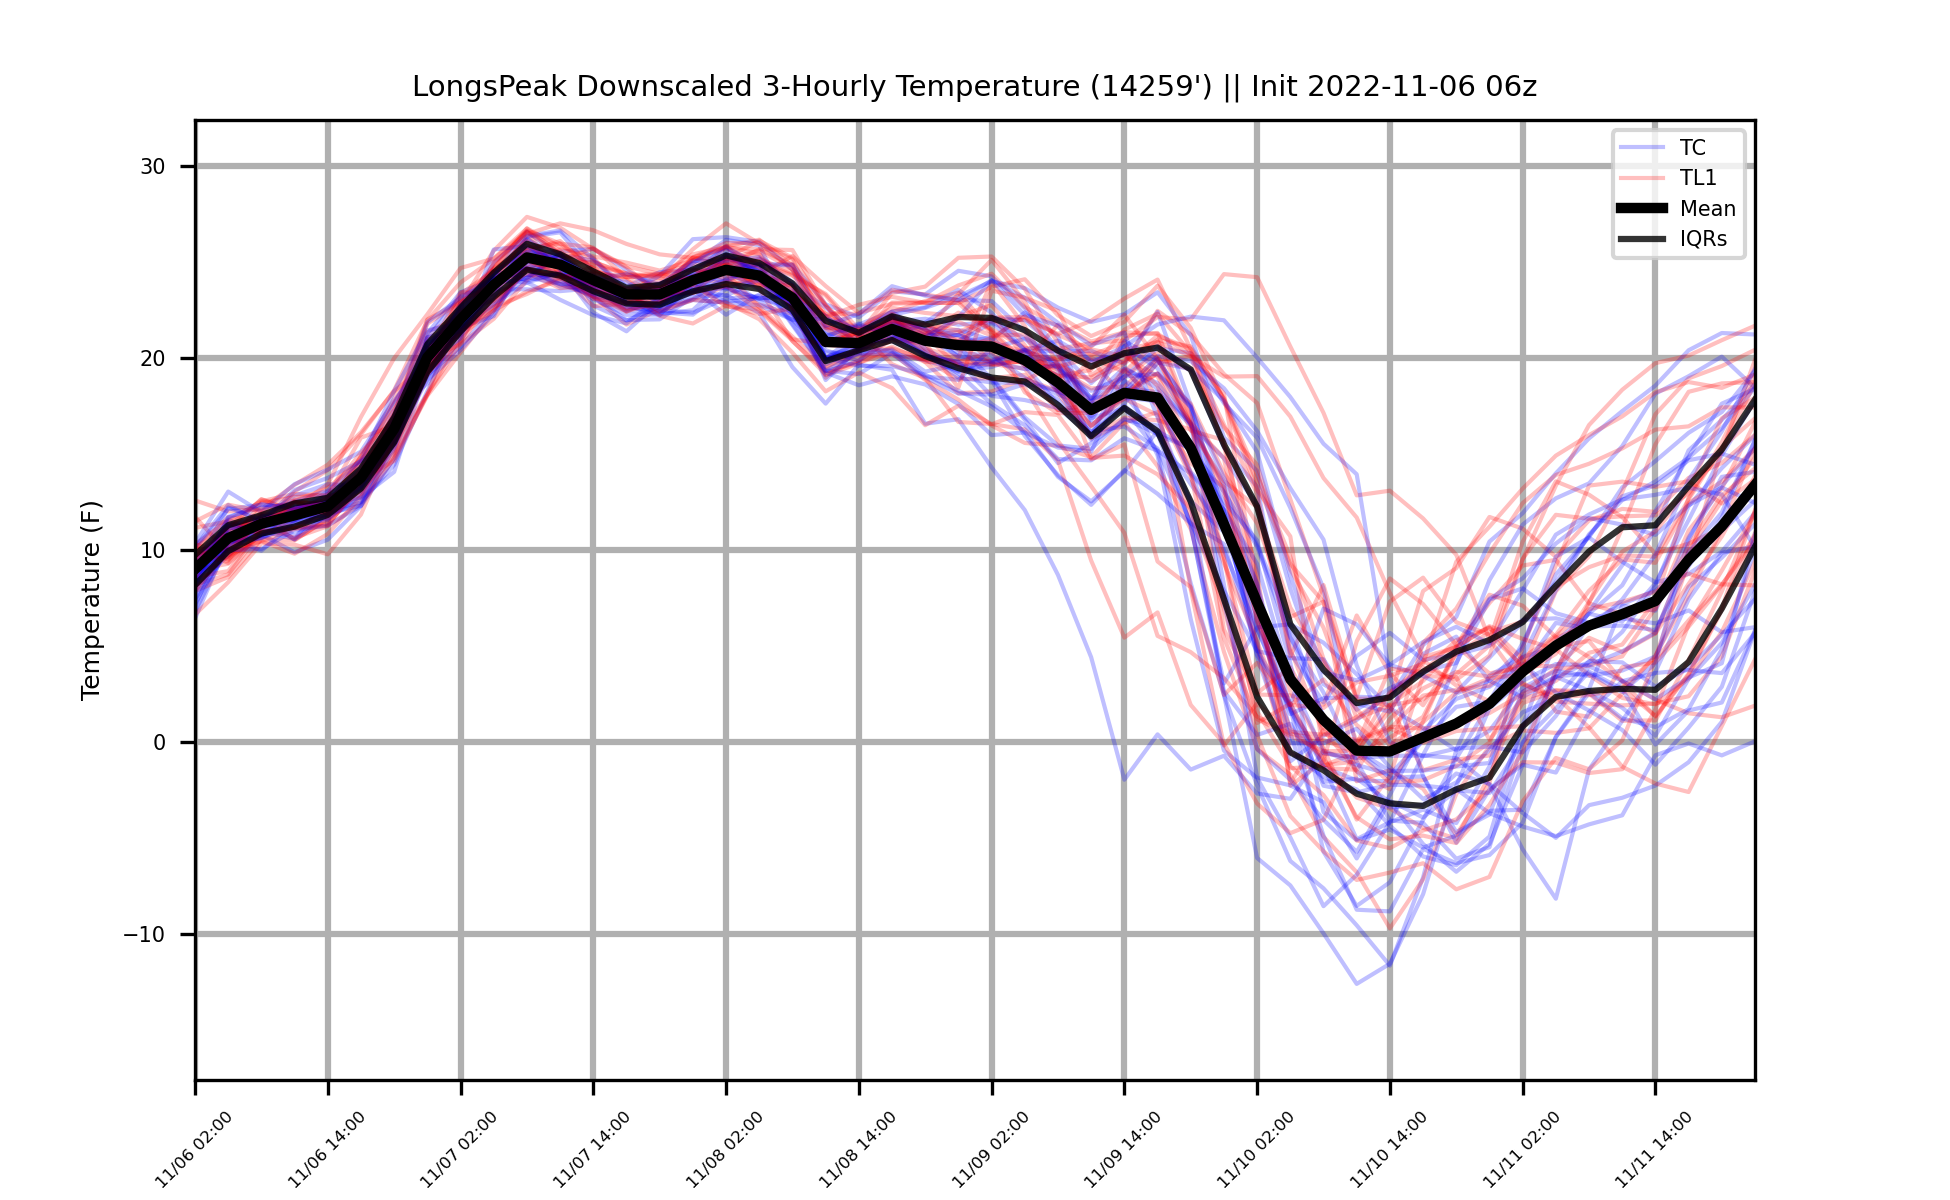 LongsPeak Downscaled 3-Hourly Temperature (14259') || Init 2022-11-06 06z
TC
TL1
Mean
IQRs
Temperature (F)
30
20
10
0
−10
11/06 02:00
11/06 14:00
11/07 02:00
11/07 14:00
11/08 02:00
11/08 14:00
11/09 02:00
11/09 14:00
11/10 02:00
11/10 14:00
11/11 02:00
11/11 14:00